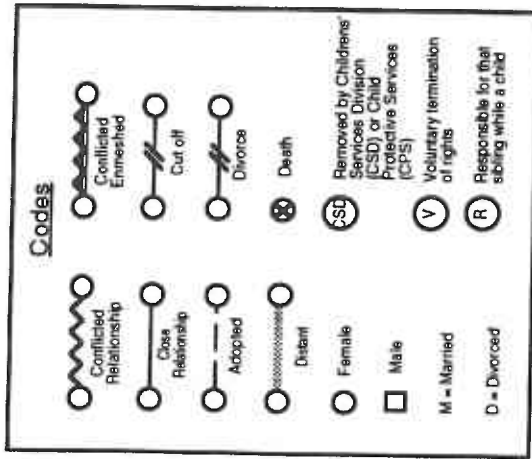 Codes
Conflicted
Relationship
Close
Relationship
Adopted
Distant
Female
Male
M = Married
D = Divorced
Conflicted
Enmeshed
Cut off
Divorce
Death
CSD
Removed by Childrens'
Services Division
(CSD) or Child
Protective Services
(CPS)
V
Voluntary termination
of rights
R
Responsible for that
sibling while a child